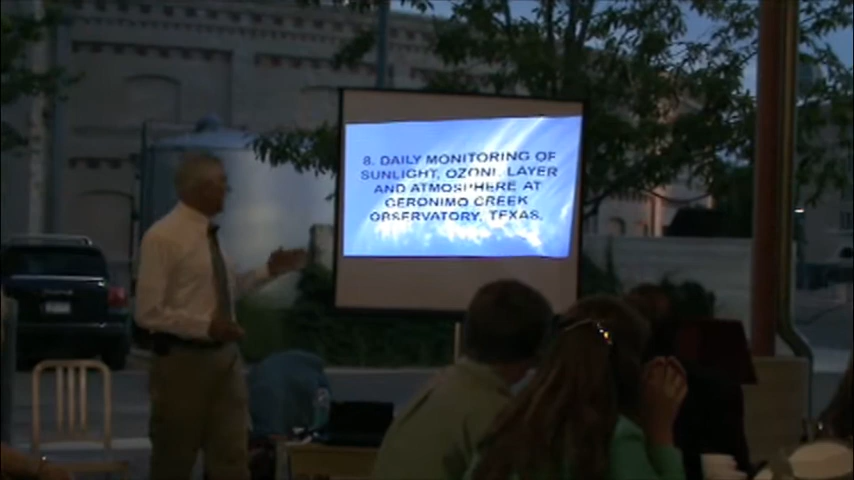 8. DAILY MONITORING OF
SUNLIGHT, OZONE LAYER
AND ATMOSPHERE AT
GERONIMO CREEK
OBSERVATORY, TEXAS.